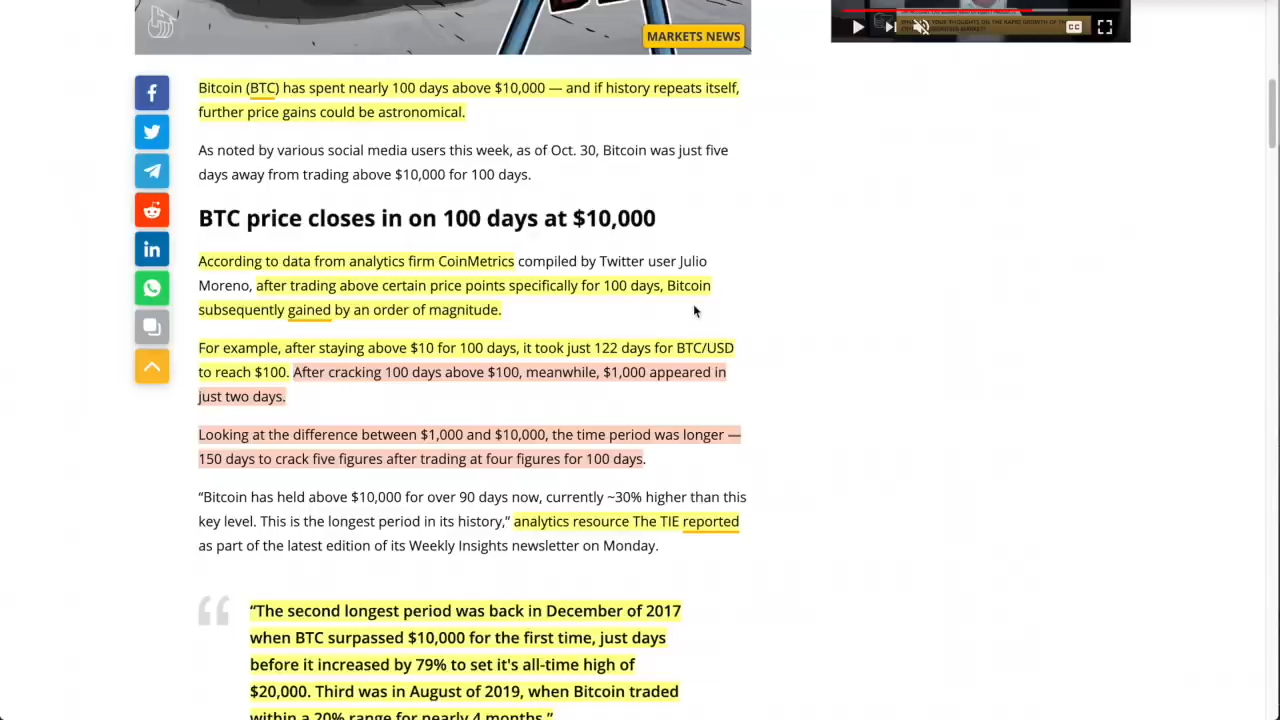 MARKETS NEWS
CC
Bitcoin (BTC) has spent nearly 100 days above $10,000 — and if history repeats itself,
further price gains could be astronomical.
As noted by various social media users this week, as of Oct. 30, Bitcoin was just five
days away from trading above $10,000 for 100 days.
BTC price closes in on 100 days at $10,000
According to data from analytics firm CoinMetrics compiled by Twitter user Julio
Moreno, after trading above certain price points specifically for 100 days, Bitcoin
subsequently gained by an order of magnitude.
For example, after staying above $10 for 100 days, it took just 122 days for BTC/USD
to reach $100. After cracking 100 days above $100, meanwhile, $1,000 appeared in
just two days.
Looking at the difference between $1,000 and $10,000, the time period was longer —
150 days to crack five figures after trading at four figures for 100 days.
“Bitcoin has held above $10,000 for over 90 days now, currently ~30% higher than this
key level. This is the longest period in its history,” analytics resource The TIE reported
as part of the latest edition of its Weekly Insights newsletter on Monday.
“The second longest period was back in December of 2017
when BTC surpassed $10,000 for the first time, just days
before it increased by 79% to set it's all-time high of
$20,000. Third was in August of 2019, when Bitcoin traded
within a 20% range for nearly 4 months.”